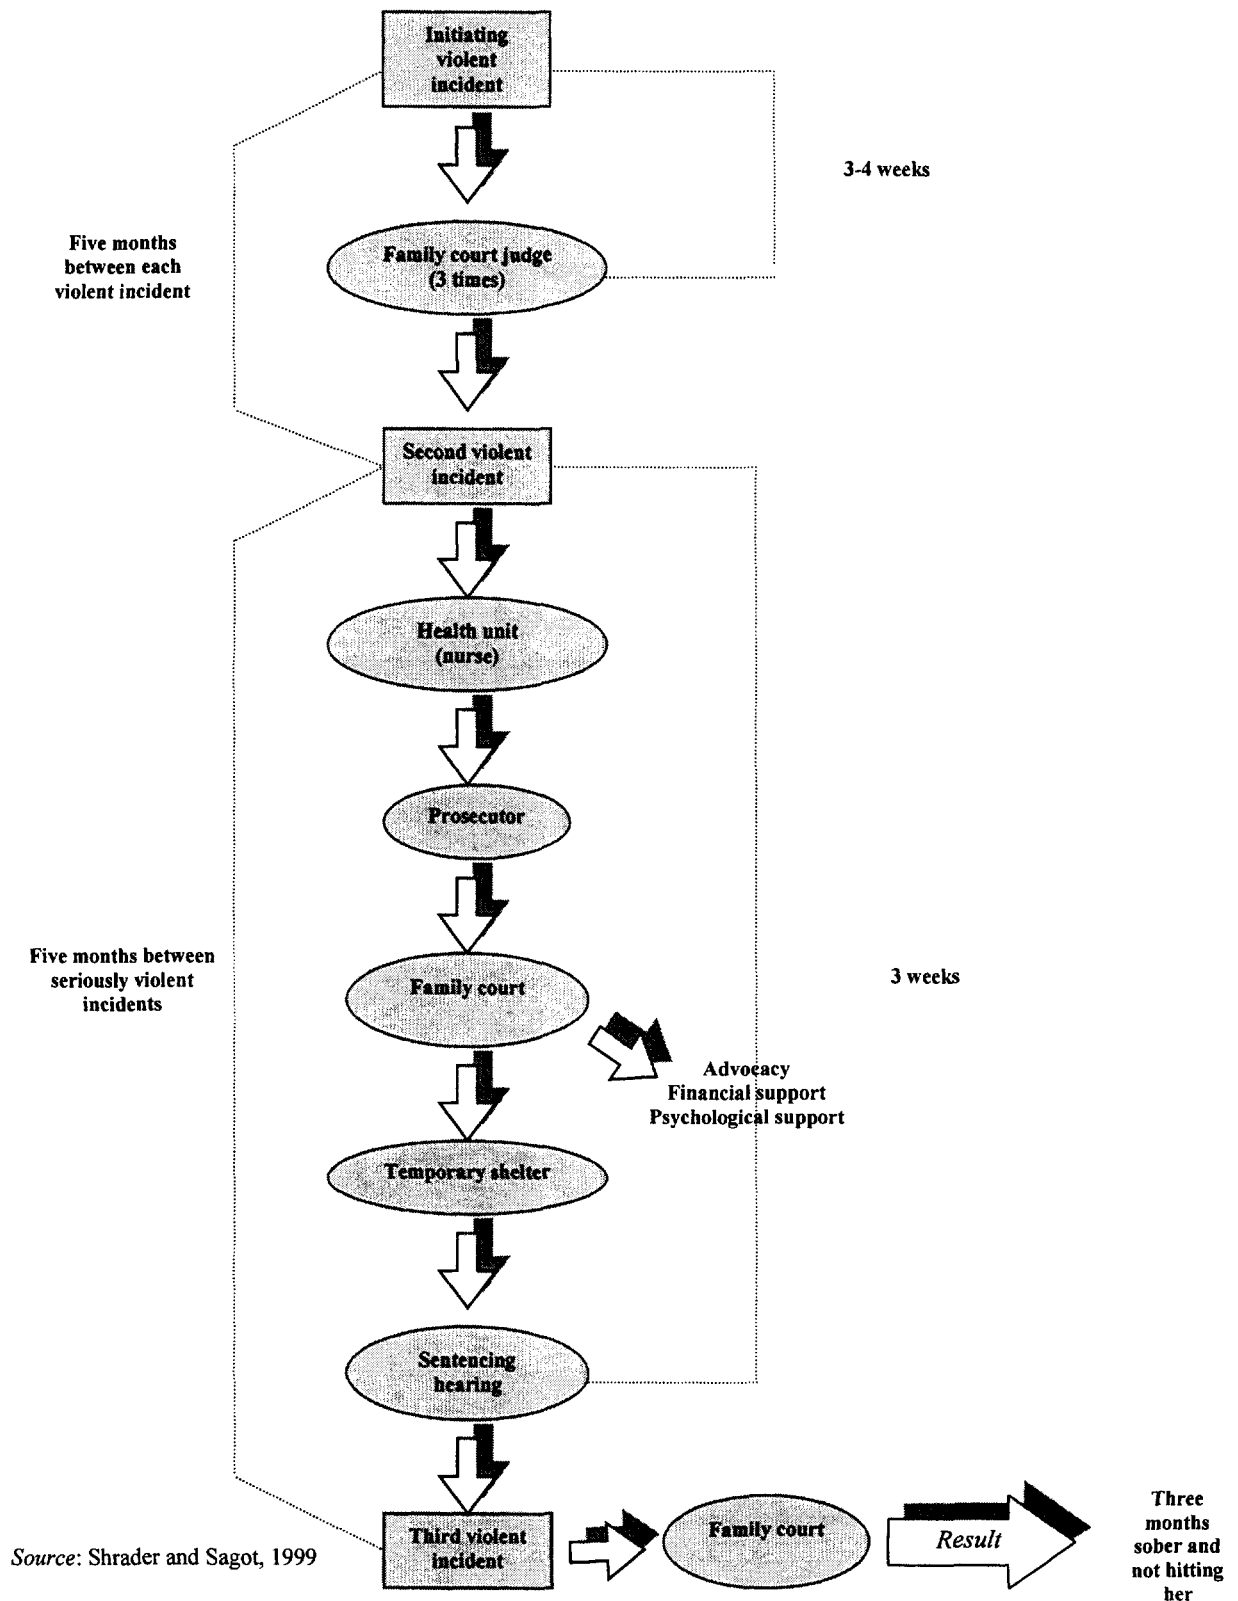 Initiating
violent
incident
3-4 weeks
Five months
between each
violent incident
Family court judge
(3 times)
Second violent
incident
Health unit
(nurse)
Prosecutor
Five months between
seriously violent
incidents
Family court
3 weeks
Advocacy
Financial support
Psychological support
Temporary shelter
Sentencing
hearing
Third violent
incident
Family court
Result
Three
months
sober and
not hitting
her
Source: Shrader and Sagot, 1999